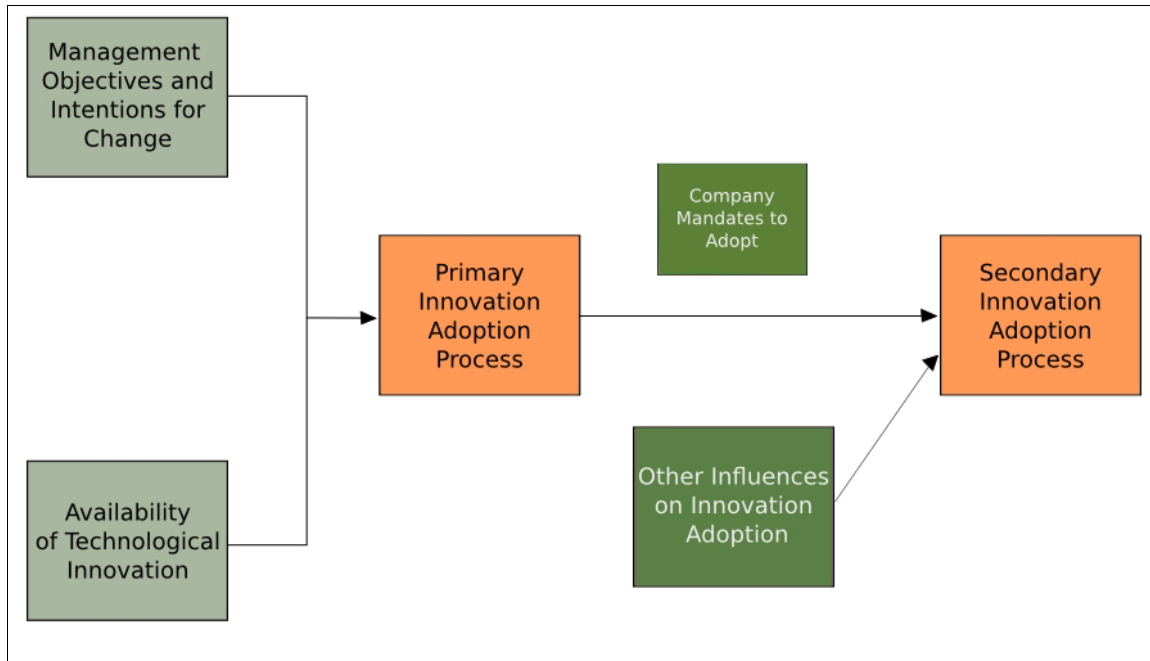 Management
Objectives and
Intentions for
Change
Company
Mandates to
Adopt
Primary
Innovation
Adoption
Process
Secondary
Innovation
Adoption
Process
Other Influences
on Innovation
Adoption
Availability
of Technological
Innovation